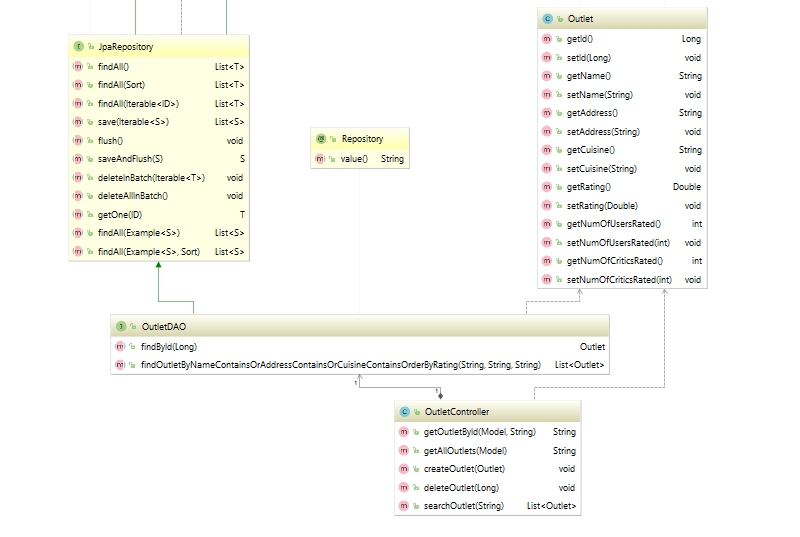 I JpaRepository
m findAll() List<T>
m findAll(Sort) List<T>
m findAll(Iterable<ID>) List<T>
m save(Iterable<S>) List<S>
m flush() void
m saveAndFlush(S) S
m deleteInBatch(Iterable<T>) void
m deleteAllInBatch() void
m getOne(ID) T
m findAll(Example<S>) List<S>
m findAll(Example<S>, Sort) List<S>
@ Repository
m value() String
C Outlet
m getId() Long
m setId(Long) void
m getName() String
m setName(String) void
m getAddress() String
m setAddress(String) void
m getCuisine() String
m setCuisine(String) void
m getRating() Double
m setRating(Double) void
m getNumOfUsersRated() int
m setNumOfUsersRated(int) void
m getNumOfCriticsRated() int
m setNumOfCriticsRated(int) void
I OutletDAO
m findById(Long) Outlet
m findOutletByNameContainsOrAddressContainsOrCuisineContainsOrderByRating(String, String, String) List<Outlet>
1
1
C OutletController
m getOutletById(Model, String) String
m getAllOutlets(Model) String
m createOutlet(Outlet) void
m deleteOutlet(Long) void
m searchOutlet(String) List<Outlet>